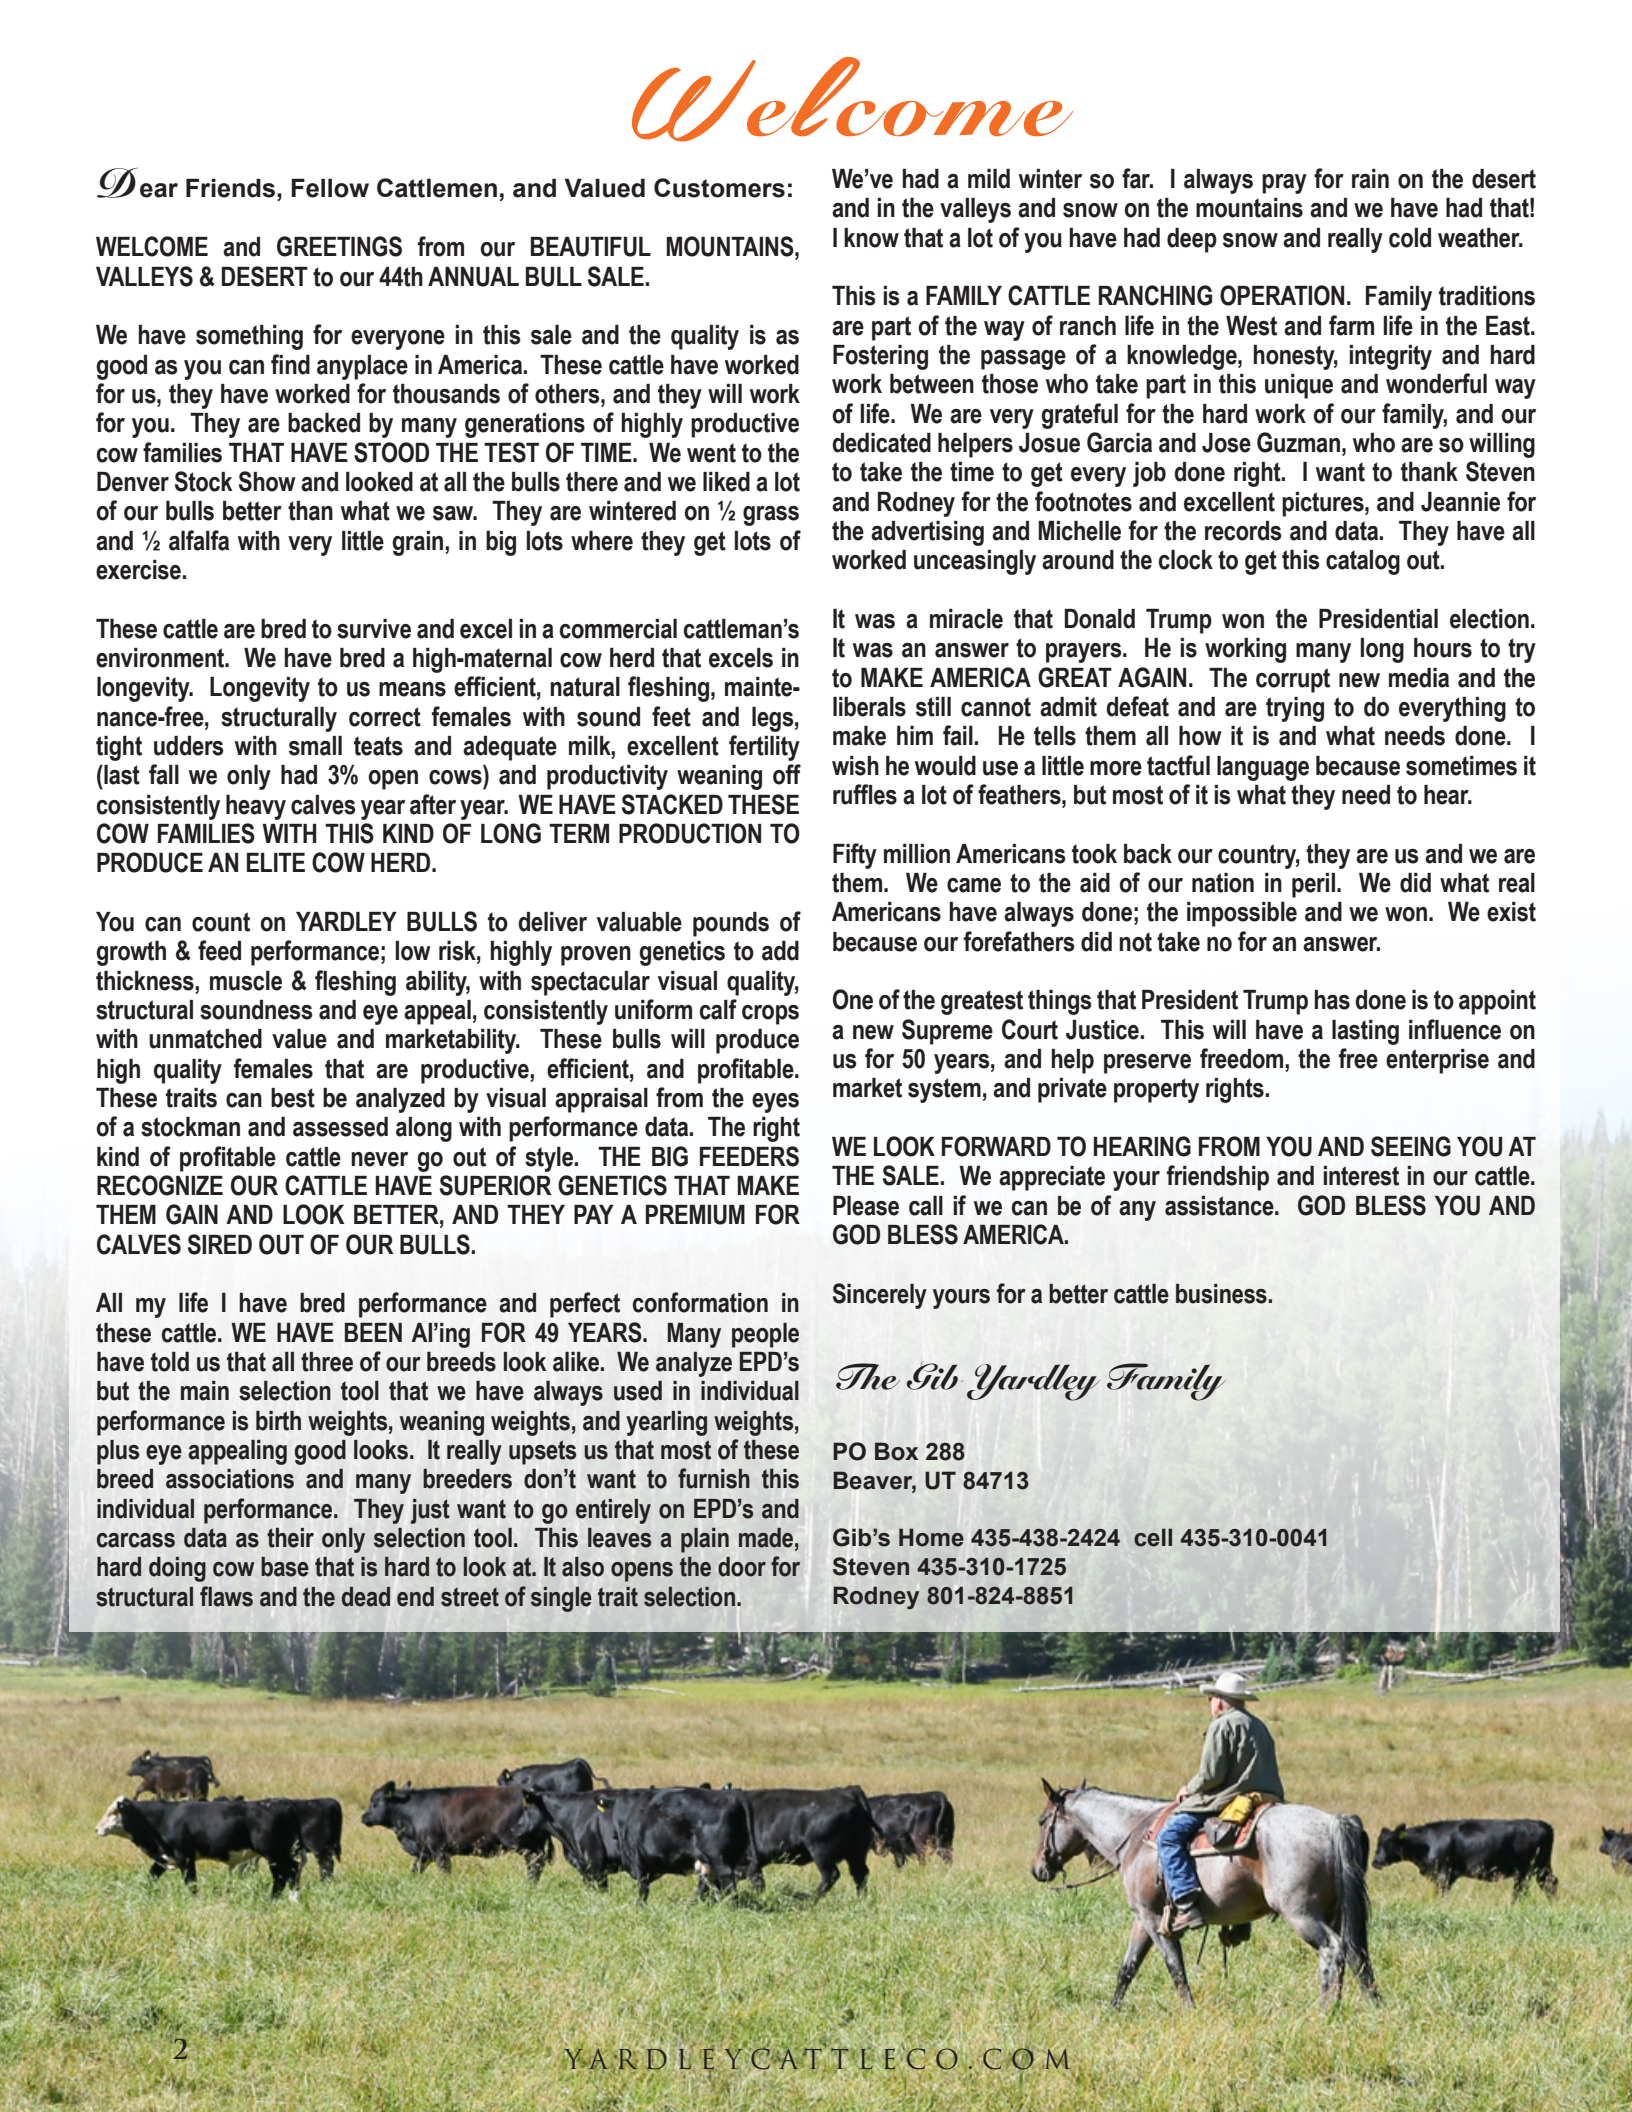 Welcome
Dear Friends, Fellow Cattlemen, and Valued Customers:
WELCOME and GREETINGS from our BEAUTIFUL MOUNTAINS,
VALLEYS & DESERT to our 44th ANNUAL BULL SALE.
We have something for everyone in this sale and the quality is as
good as you can find anyplace in America. These cattle have worked
for us, they have worked for thousands of others, and they will work
for you. They are backed by many generations of highly productive
cow families THAT HAVE STOOD THE TEST OF TIME. We went to the
Denver Stock Show and looked at all the bulls there and we liked a lot
of our bulls better than what we saw. They are wintered on ½ grass
and ½ alfalfa with very little grain, in big lots where they get lots of
exercise.
These cattle are bred to survive and excel in a commercial cattleman’s
environment. We have bred a high-maternal cow herd that excels in
longevity. Longevity to us means efficient, natural fleshing, mainte-
nance-free, structurally correct females with sound feet and legs,
tight udders with small teats and adequate milk, excellent fertility
(last fall we only had 3% open cows) and productivity weaning off
consistently heavy calves year after year. WE HAVE STACKED THESE
COW FAMILIES WITH THIS KIND OF LONG TERM PRODUCTION TO
PRODUCE AN ELITE COW HERD.
You can count on YARDLEY BULLS to deliver valuable pounds of
growth & feed performance; low risk, highly proven genetics to add
thickness, muscle & fleshing ability, with spectacular visual quality,
structural soundness and eye appeal, consistently uniform calf crops
with unmatched value and marketability. These bulls will produce
high quality females that are productive, efficient, and profitable.
These traits can best be analyzed by visual appraisal from the eyes
of a stockman and assessed along with performance data. The right
kind of profitable cattle never go out of style. THE BIG FEEDERS
RECOGNIZE OUR CATTLE HAVE SUPERIOR GENETICS THAT MAKE
THEM GAIN AND LOOK BETTER, AND THEY PAY A PREMIUM FOR
CALVES SIRED OUT OF OUR BULLS.
All my life I have bred performance and perfect conformation in
these cattle. WE HAVE BEEN AI’ing FOR 49 YEARS. Many people
have told us that all three of our breeds look alike. We analyze EPD’s
but the main selection tool that we have always used in individual
performance is birth weights, weaning weights, and yearling weights,
plus eye appealing good looks. It really upsets us that most of these
breed associations and many breeders don’t want to furnish this
individual performance. They just want to go entirely on EPD’s and
carcass data as their only selection tool. This leaves a plain made,
hard doing cow base that is hard to look at. It also opens the door for
structural flaws and the dead end street of single trait selection.
We’ve had a mild winter so far. I always pray for rain on the desert
and in the valleys and snow on the mountains and we have had that!
I know that a lot of you have had deep snow and really cold weather.
This is a FAMILY CATTLE RANCHING OPERATION. Family traditions
are part of the way of ranch life in the West and farm life in the East.
Fostering the passage of a knowledge, honesty, integrity and hard
work between those who take part in this unique and wonderful way
of life. We are very grateful for the hard work of our family, and our
dedicated helpers Josue Garcia and Jose Guzman, who are so willing
to take the time to get every job done right. I want to thank Steven
and Rodney for the footnotes and excellent pictures, and Jeannie for
the advertising and Michelle for the records and data. They have all
worked unceasingly around the clock to get this catalog out.
It was a miracle that Donald Trump won the Presidential election.
It was an answer to prayers. He is working many long hours to try
to MAKE AMERICA GREAT AGAIN. The corrupt new media and the
liberals still cannot admit defeat and are trying to do everything to
make him fail. He tells them all how it is and what needs done. I
wish he would use a little more tactful language because sometimes it
ruffles a lot of feathers, but most of it is what they need to hear.
Fifty million Americans took back our country, they are us and we are
them. We came to the aid of our nation in peril. We did what real
Americans have always done; the impossible and we won. We exist
because our forefathers did not take no for an answer.
One of the greatest things that President Trump has done is to appoint
a new Supreme Court Justice. This will have a lasting influence on
us for 50 years, and help preserve freedom, the free enterprise and
market system, and private property rights.
WE LOOK FORWARD TO HEARING FROM YOU AND SEEING YOU AT
THE SALE. We appreciate your friendship and interest in our cattle.
Please call if we can be of any assistance. GOD BLESS YOU AND
GOD BLESS AMERICA.
Sincerely yours for a better cattle business.
The Gib Yardley Family
PO Box 288
Beaver, UT 84713
Gib’s Home 435-438-2424 cell 435-310-0041
Steven 435-310-1725
Rodney 801-824-8851
2
YARDLEYCATTLECO.COM